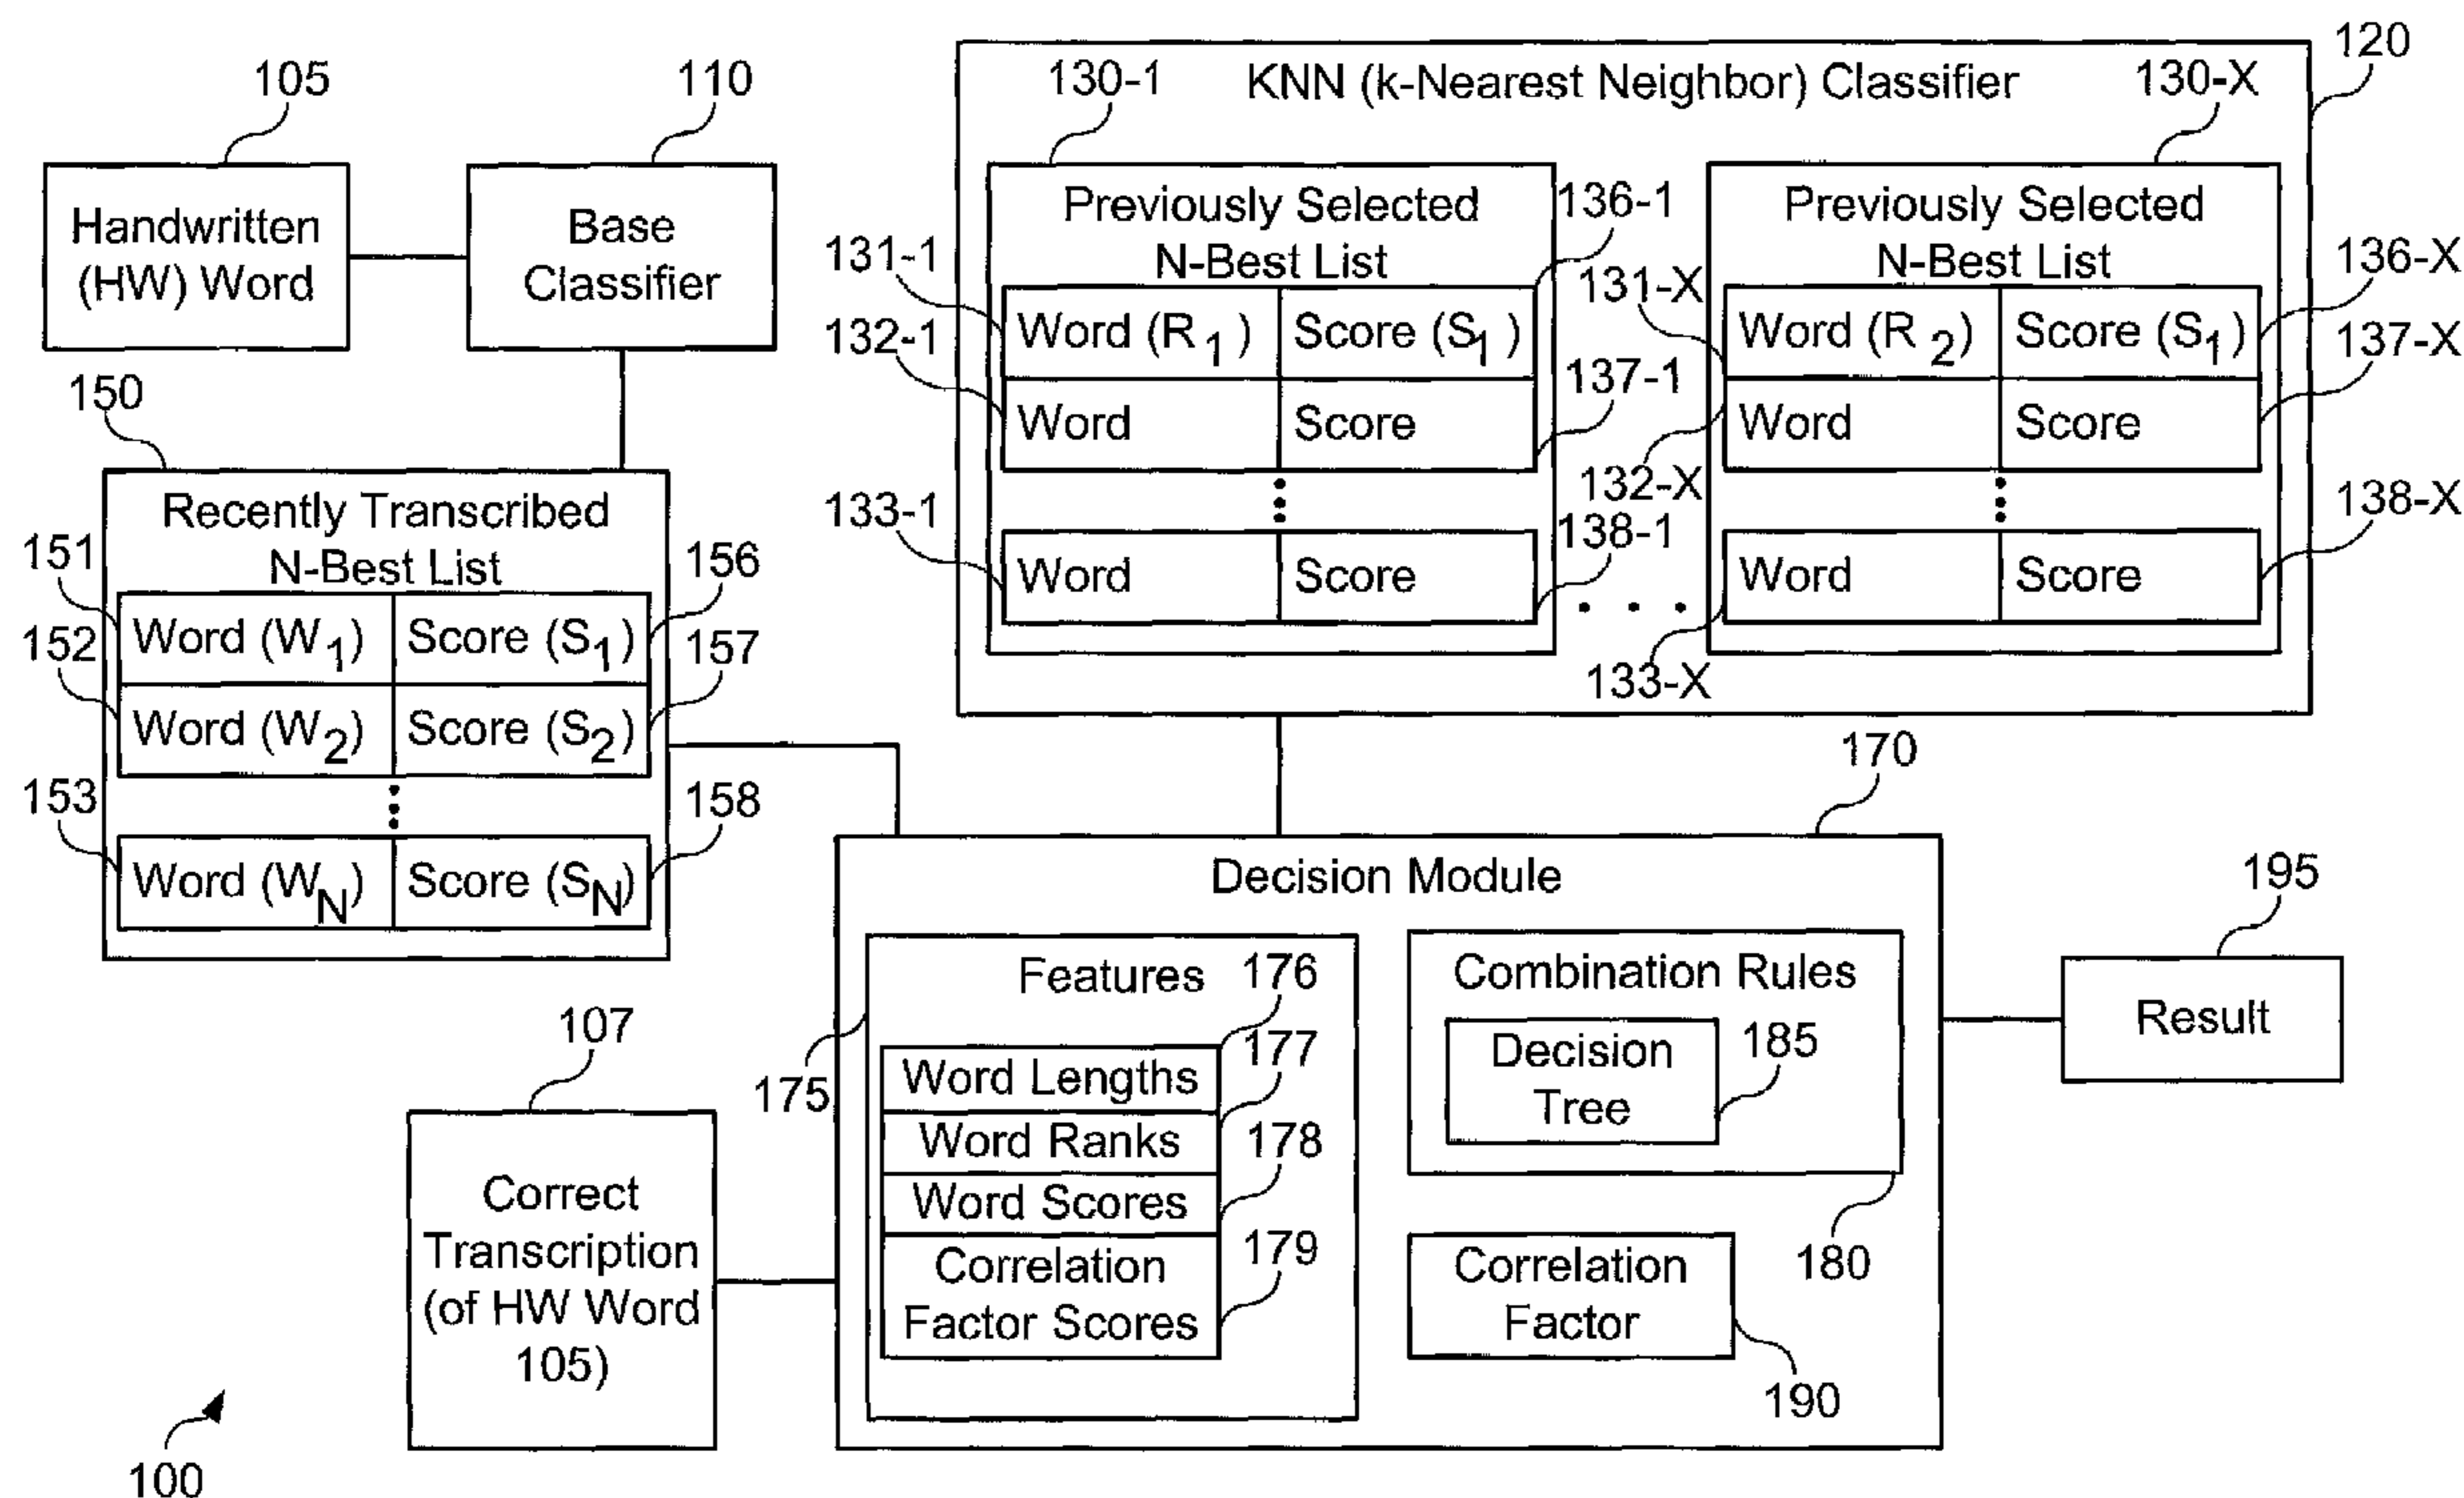 105
Handwritten
(HW) Word
110
Base
Classifier
120
KNN (k-Nearest Neighbor) Classifier
130-1
Previously Selected
N-Best List
131-1
Word (R1)
Score (S1)
136-1
132-1
Word
Score
137-1
133-1
Word
Score
138-1
130-X
Previously Selected
N-Best List
131-X
Word (R2)
Score (S1)
136-X
132-X
Word
Score
137-X
133-X
Word
Score
138-X
150
Recently Transcribed
N-Best List
151
Word (W1)
Score (S1)
156
152
Word (W2)
Score (S2)
157
153
Word (WN)
Score (SN)
158
170
Decision Module
175
Features
176
Word Lengths
177
Word Ranks
178
Word Scores
179
Correlation
Factor Scores
Combination Rules
180
Decision
Tree
185
Correlation
Factor
190
195
Result
107
Correct
Transcription
(of HW Word
105)
100